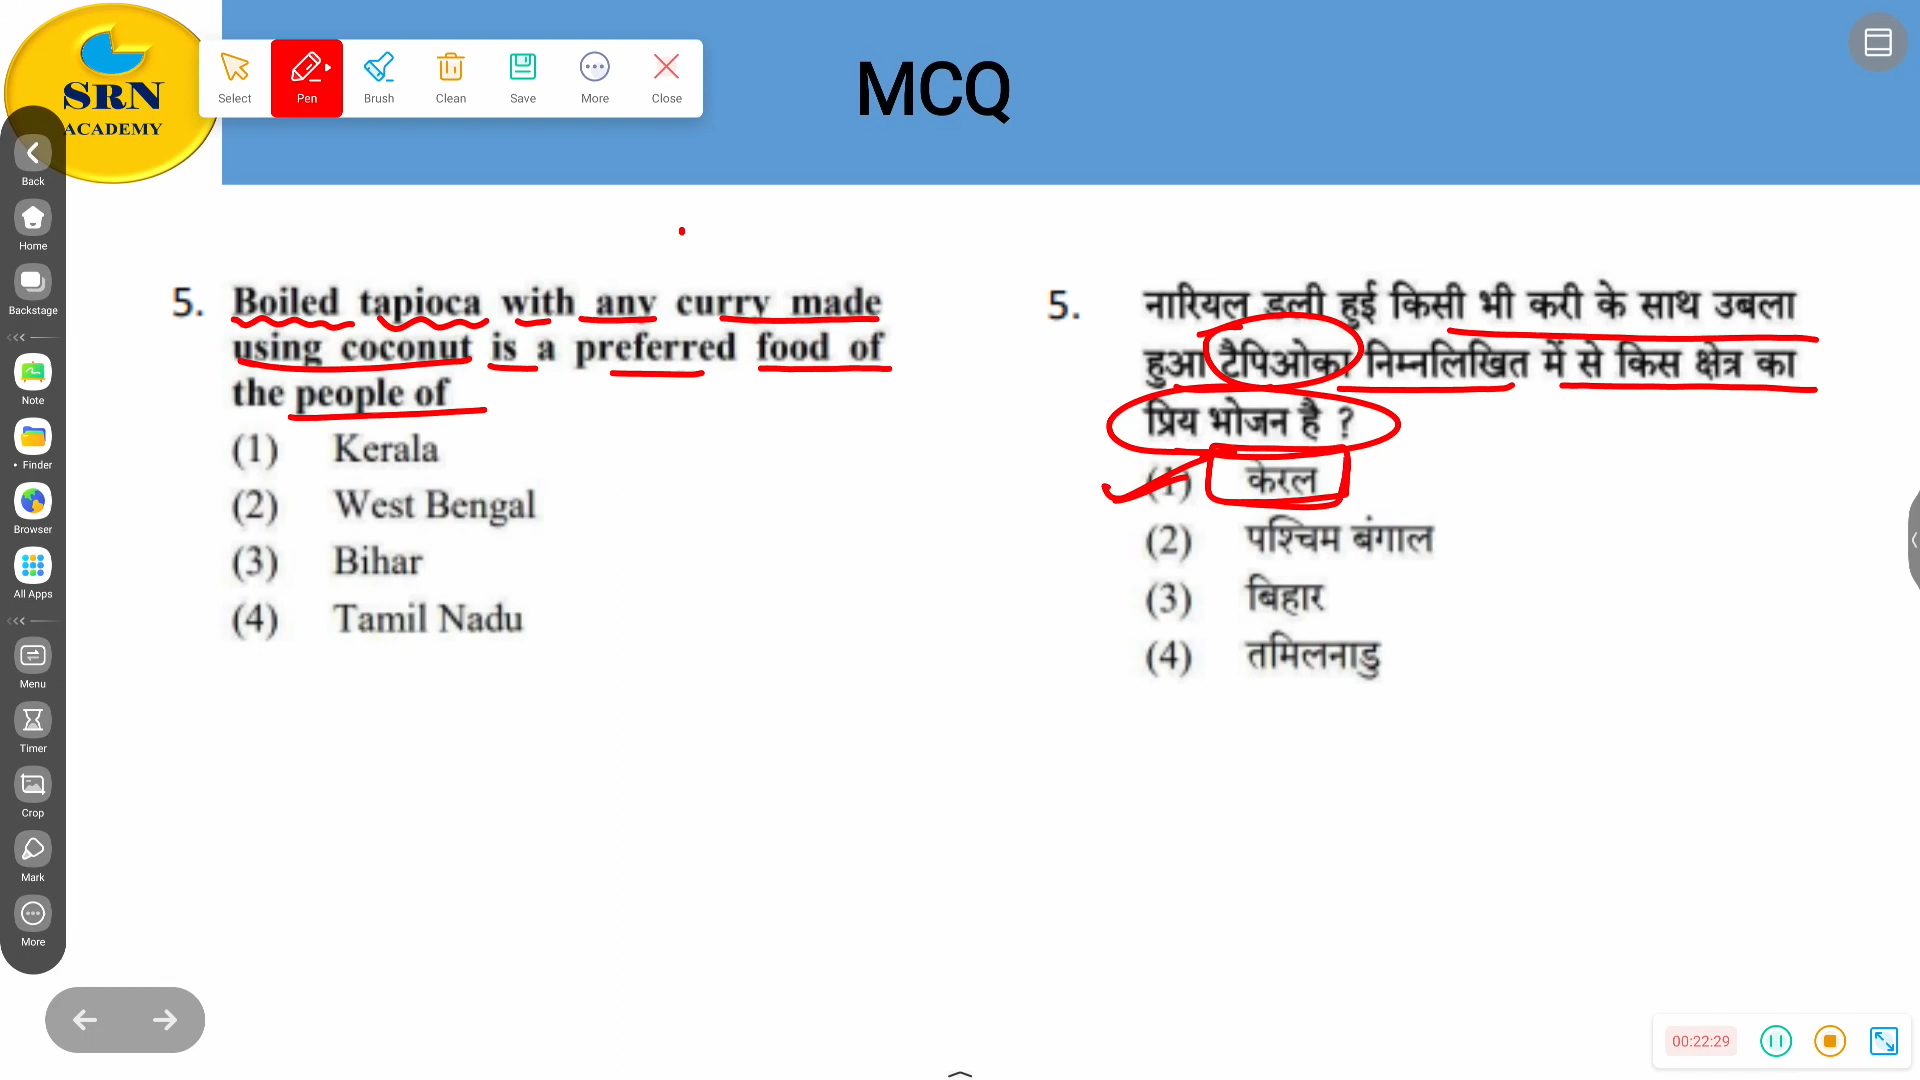 SRN
ACADEMY
Select
Pen
Brush
Clean
Save
More
Close
MCQ
Back
Home
Backstage
Note
Finder
Browser
All Apps
Menu
Timer
Crop
Mark
More
5. Boiled tapioca with any curry made
using coconut is a preferred food of
the people of
(1) Kerala
(2) West Bengal
(3) Bihar
(4) Tamil Nadu
5. नारियल डली हुई किसी भी करी के साथ उबला
हुआ टैपिओका निम्नलिखित में से किस क्षेत्र का
प्रिय भोजन है ?
(1) केरल
(2) पश्चिम बंगाल
(3) बिहार
(4) तमिलनाडु
00:22:29